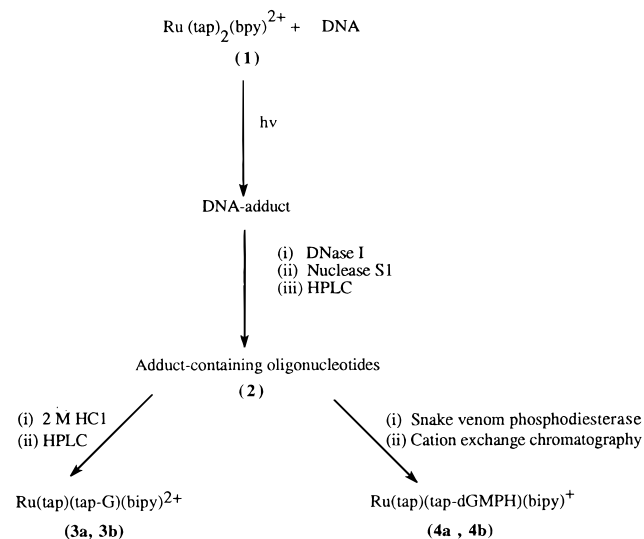 Ru (tap)2(bpy)2+ + DNA
(1)
hν
DNA-adduct
(i) DNase I
(ii) Nuclease S1
(iii) HPLC
Adduct-containing oligonucleotides
(2)
(i) 2 M HCl
(ii) HPLC
(i) Snake venom phosphodiesterase
(ii) Cation exchange chromatography
Ru(tap)(tap-G)(bipy)2+
(3a, 3b)
Ru(tap)(tap-dGMPH)(bipy)+
(4a , 4b)